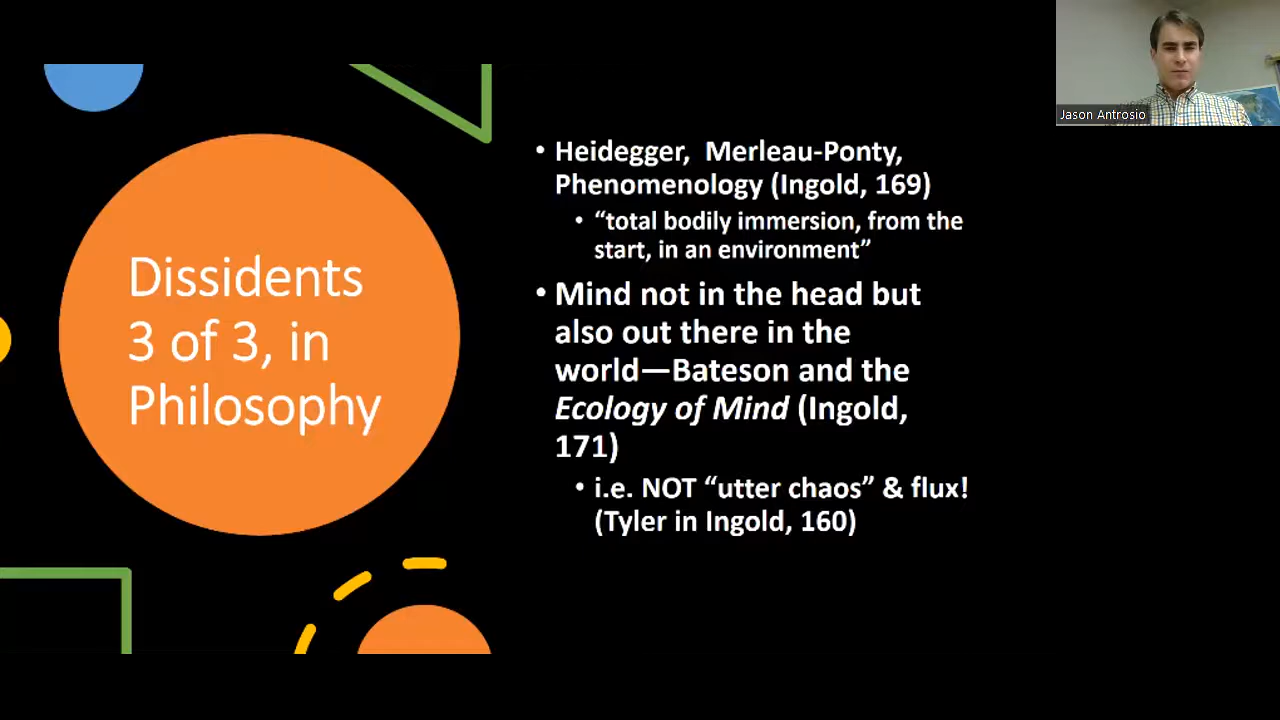 Jason Antrosio
Dissidents
3 of 3, in
Philosophy
• Heidegger,  Merleau-Ponty,
Phenomenology (Ingold, 169)
• “total bodily immersion, from the
start, in an environment”
• Mind not in the head but
also out there in the
world—Bateson and the
Ecology of Mind (Ingold,
171)
• i.e. NOT “utter chaos” & flux!
(Tyler in Ingold, 160)